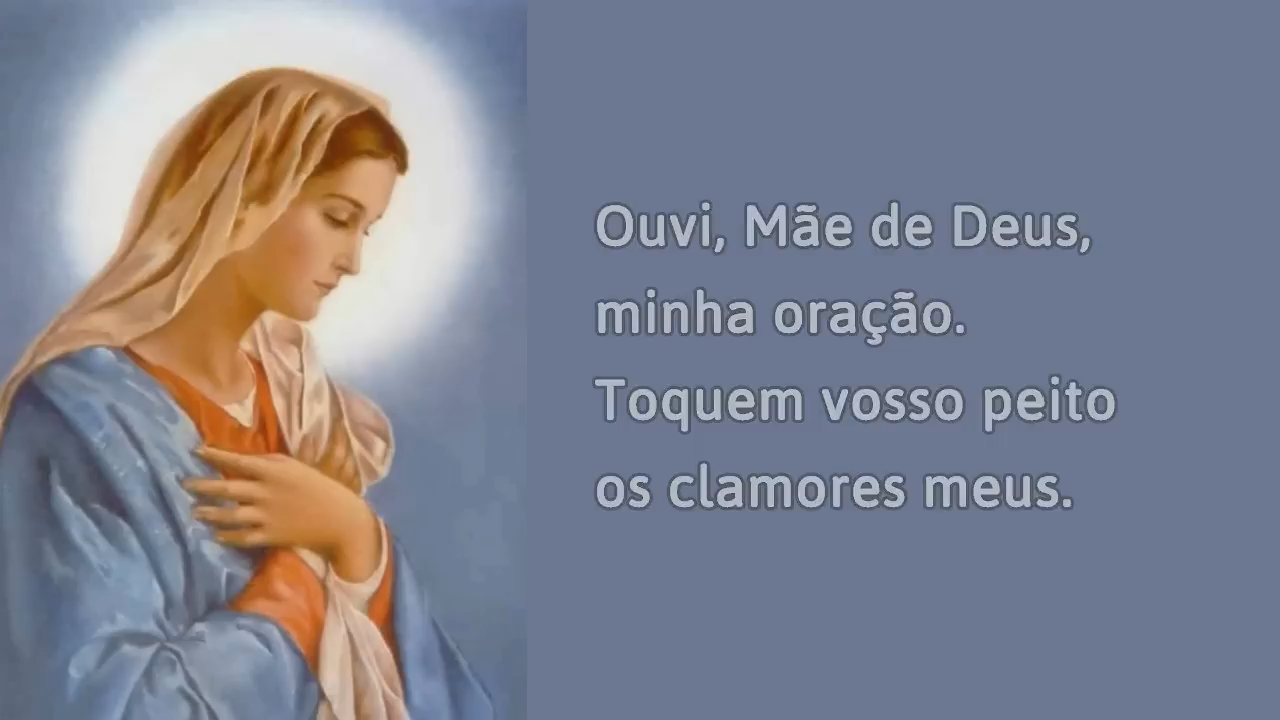 Ouvi, Mãe de Deus,
minha oração.
Toquem vosso peito
os clamores meus.